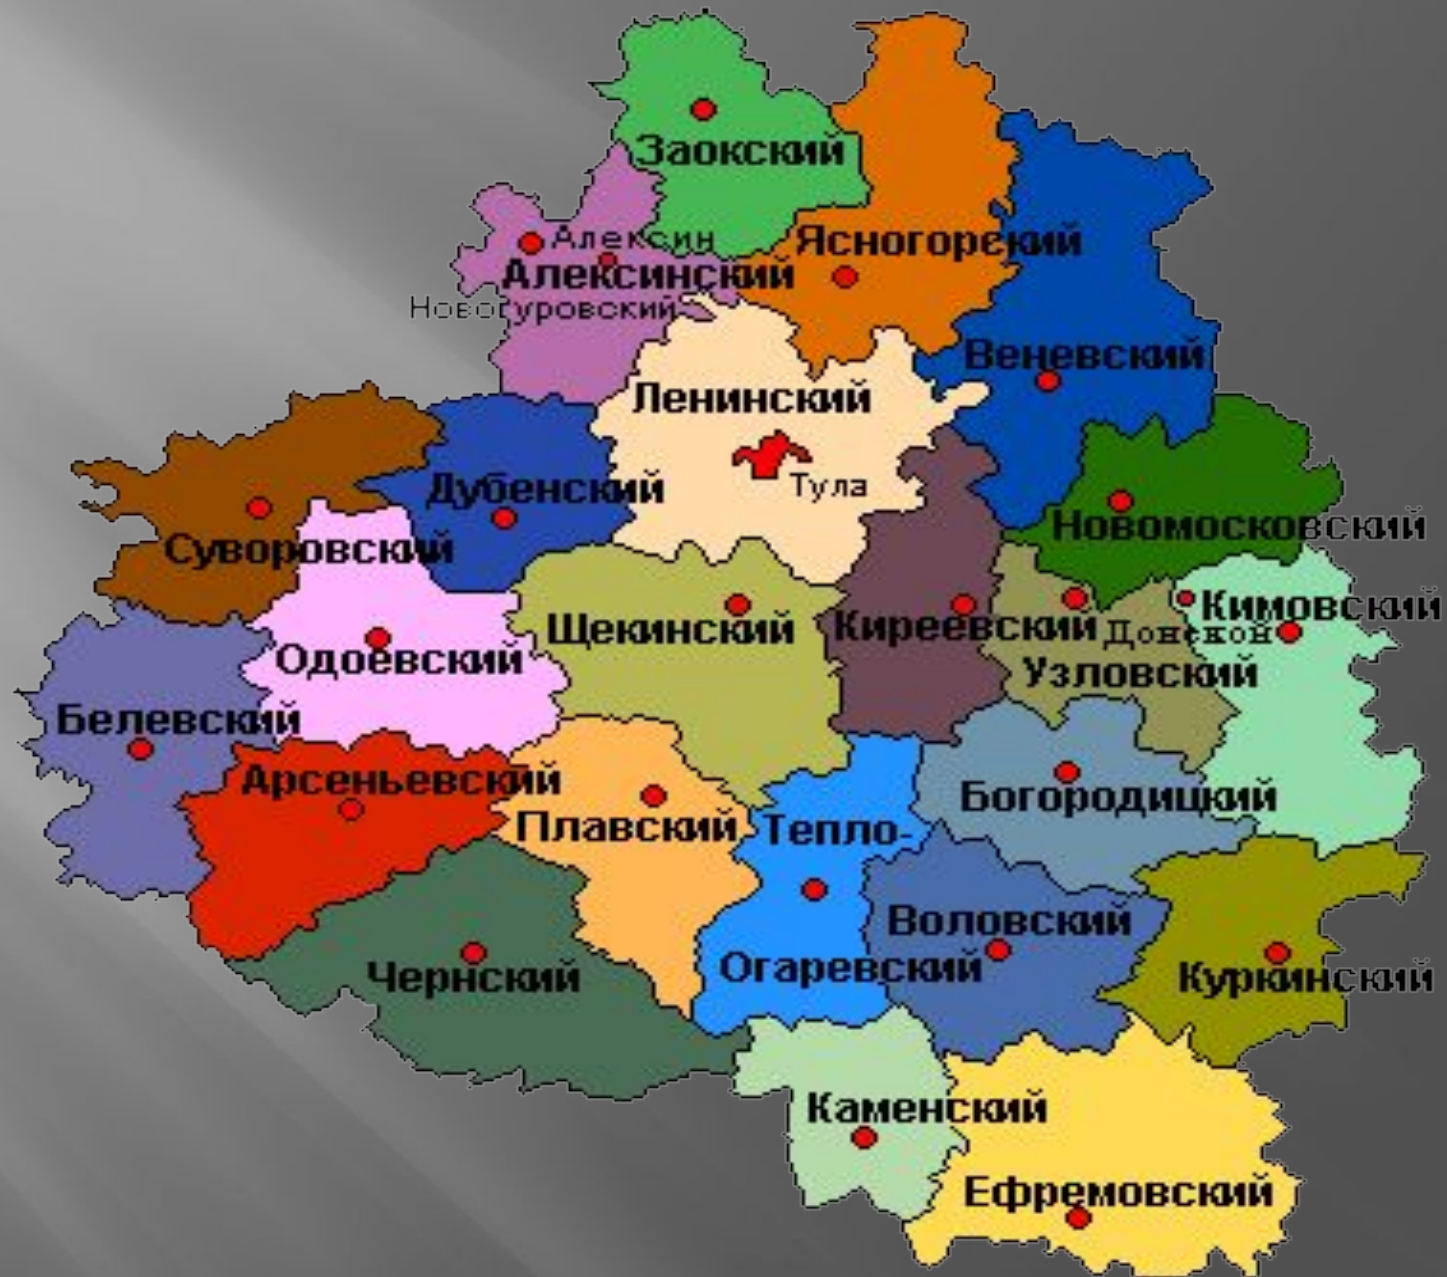 Заокский
Алексин
Ясногорский
Алексинский
Новогуровский
Веневский
Ленинский
Тула
Дубенский
Новомосковский
Суворовский
Кимовский
Щекинский
Киреевский
Донской
Одоевский
Узловский
Белевский
Арсеньевский
Богородицкий
Плавский
Тепло-
Огаревский
Воловский
Чернский
Куркинский
Каменский
Ефремовский